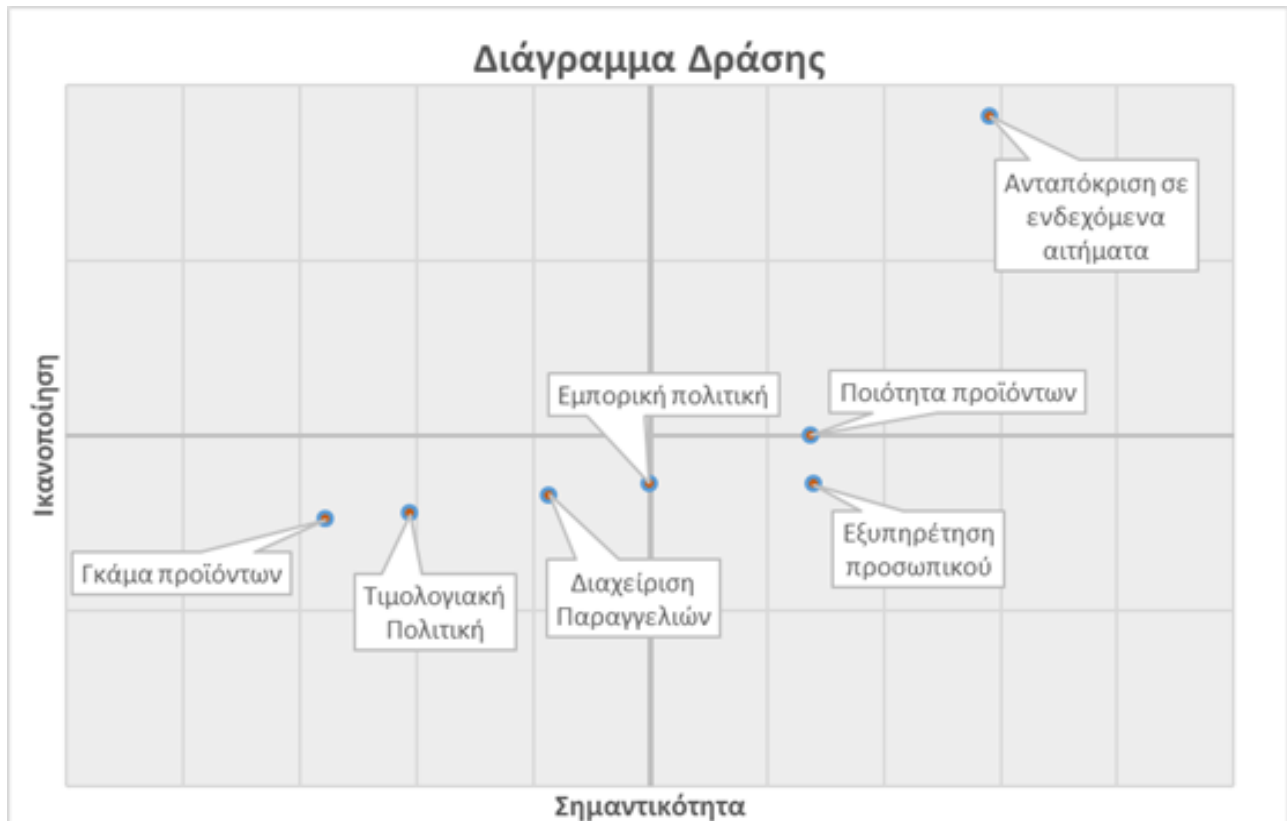 Διάγραμμα Δράσης
Ανταπόκριση σε
ενδεχόμενα
αιτήματα
Εμπορική πολιτική
Ποιότητα προϊόντων
Ικανοποίηση
Εξυπηρέτηση
προσωπικού
Γκάμα προϊόντων
Τιμολογιακή
Πολιτική
Διαχείριση
Παραγγελιών
Σημαντικότητα